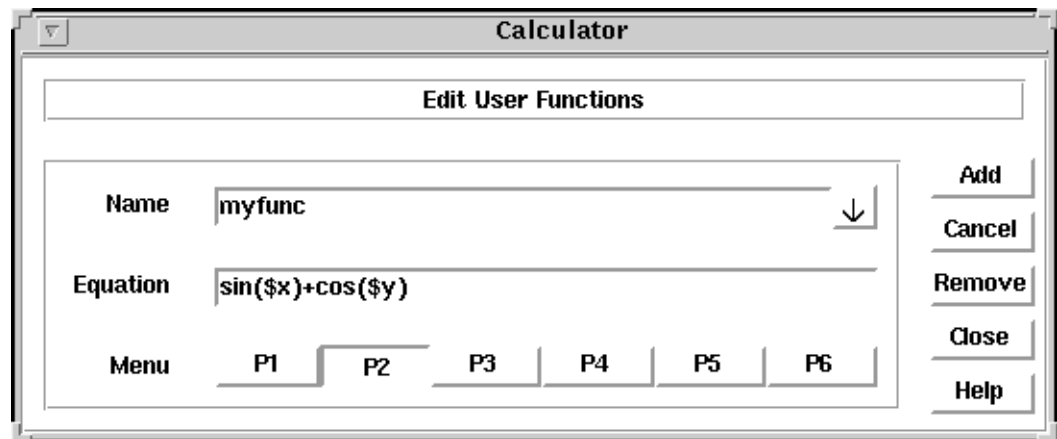 Calculator
Edit User Functions
Name myfunc
Equation sin($x)+cos($y)
Menu P1 P2 P3 P4 P5 P6
Add
Cancel
Remove
Close
Help